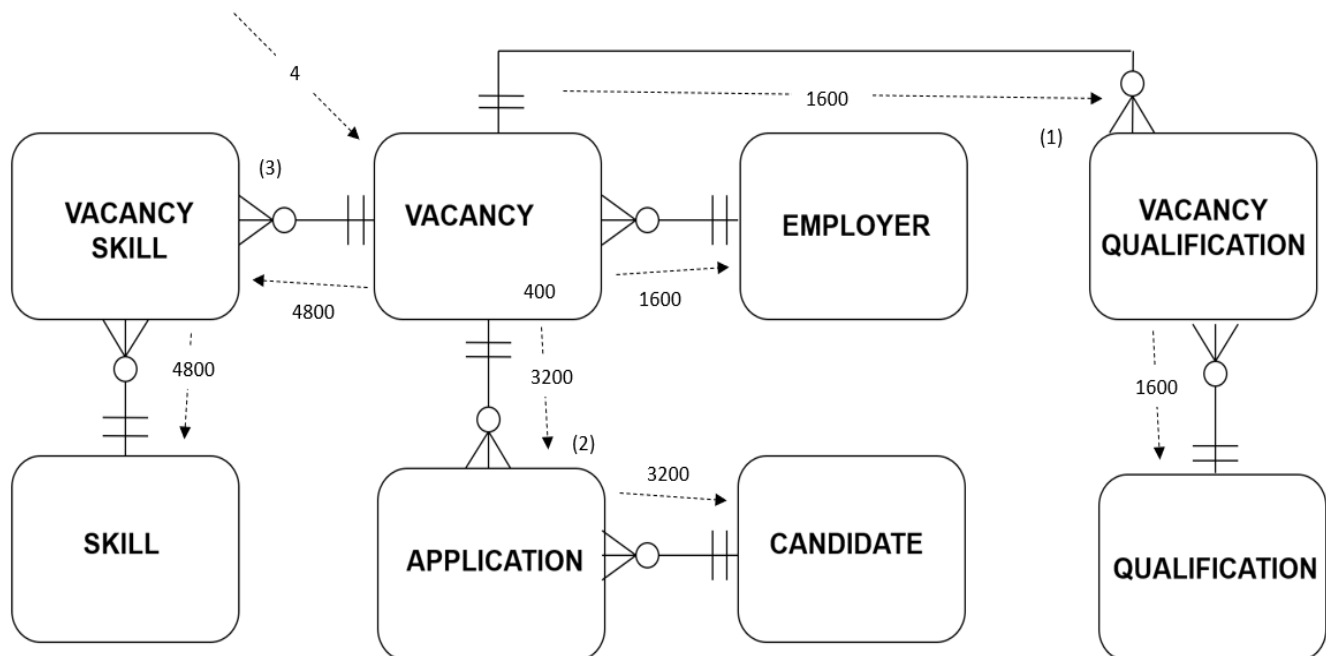 4
1600
(1)
(3)
VACANCY
SKILL
VACANCY
EMPLOYER
VACANCY
QUALIFICATION
4800
400
1600
4800
3200
1600
(2)
3200
SKILL
APPLICATION
CANDIDATE
QUALIFICATION